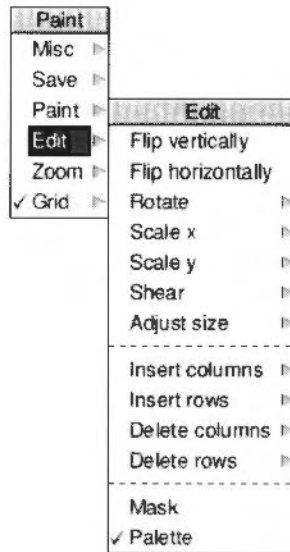 Paint
Misc
Save
Paint
Edit
Zoom
✓ Grid
Edit
Flip vertically
Flip horizontally
Rotate
Scale x
Scale y
Shear
Adjust size
Insert columns
Insert rows
Delete columns
Delete rows
Mask
✓ Palette